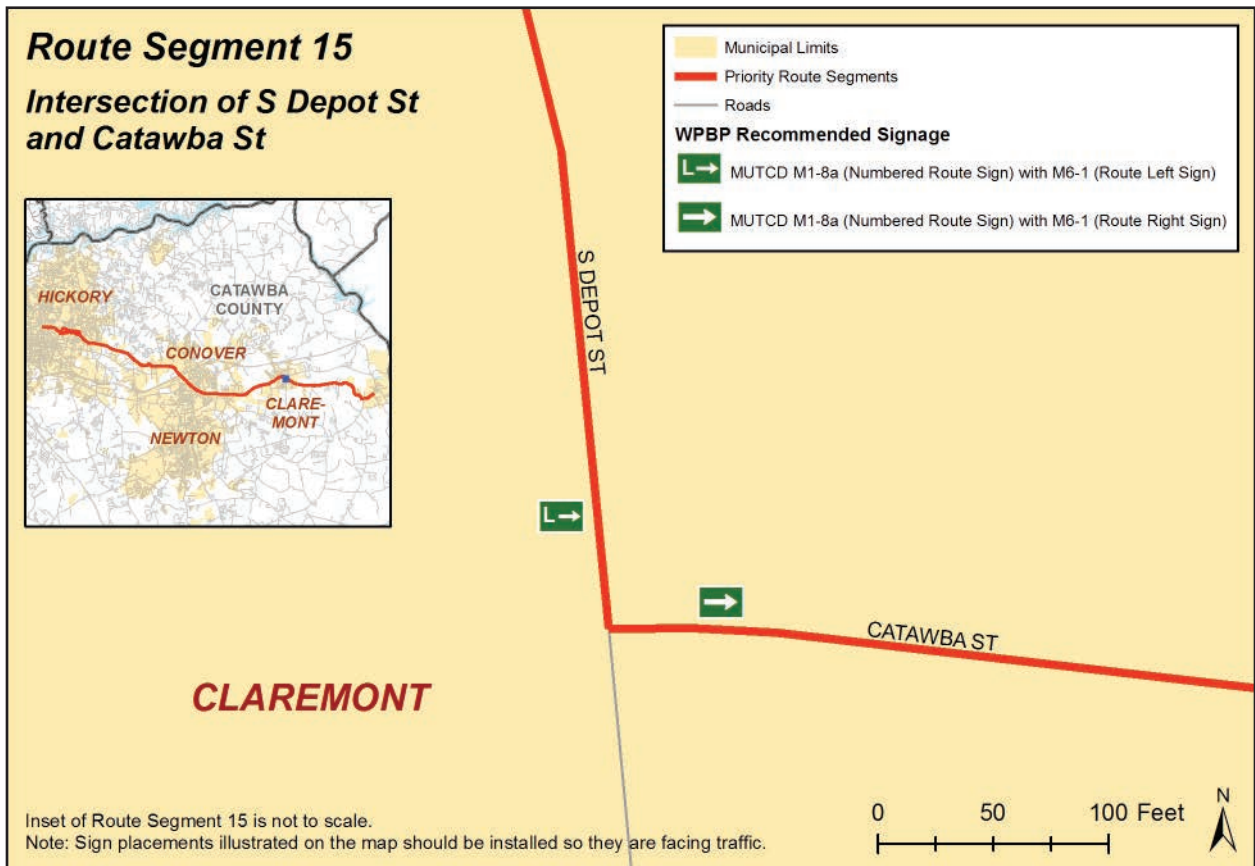 Route Segment 15
Intersection of S Depot St
and Catawba St
Municipal Limits
Priority Route Segments
Roads
WPBP Recommended Signage
L→ MUTCD M1-8a (Numbered Route Sign) with M6-1 (Route Left Sign)
MUTCD M1-8a (Numbered Route Sign) with M6-1 (Route Right Sign)
HICKORY
CATAWBA
COUNTY
CONOVER
CLARE-
MONT
NEWTON
S DEPOT ST
L→
CATAWBA ST
CLAREMONT
Inset of Route Segment 15 is not to scale.
Note: Sign placements illustrated on the map should be installed so they are facing traffic.
0 50 100 Feet
N